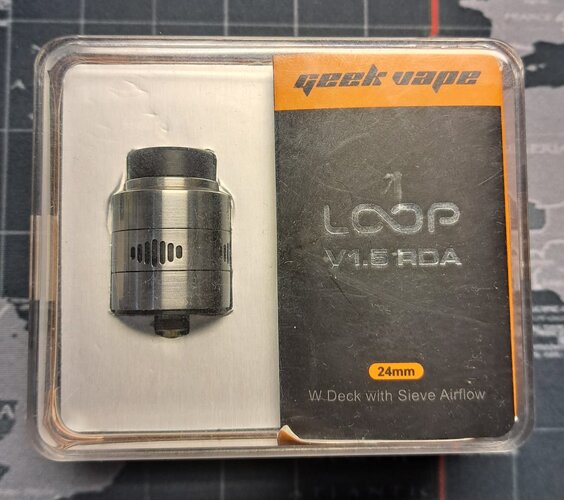 geek vape
LOOP
V1.5 RDA
24mm
W Deck with Sieve Airflow